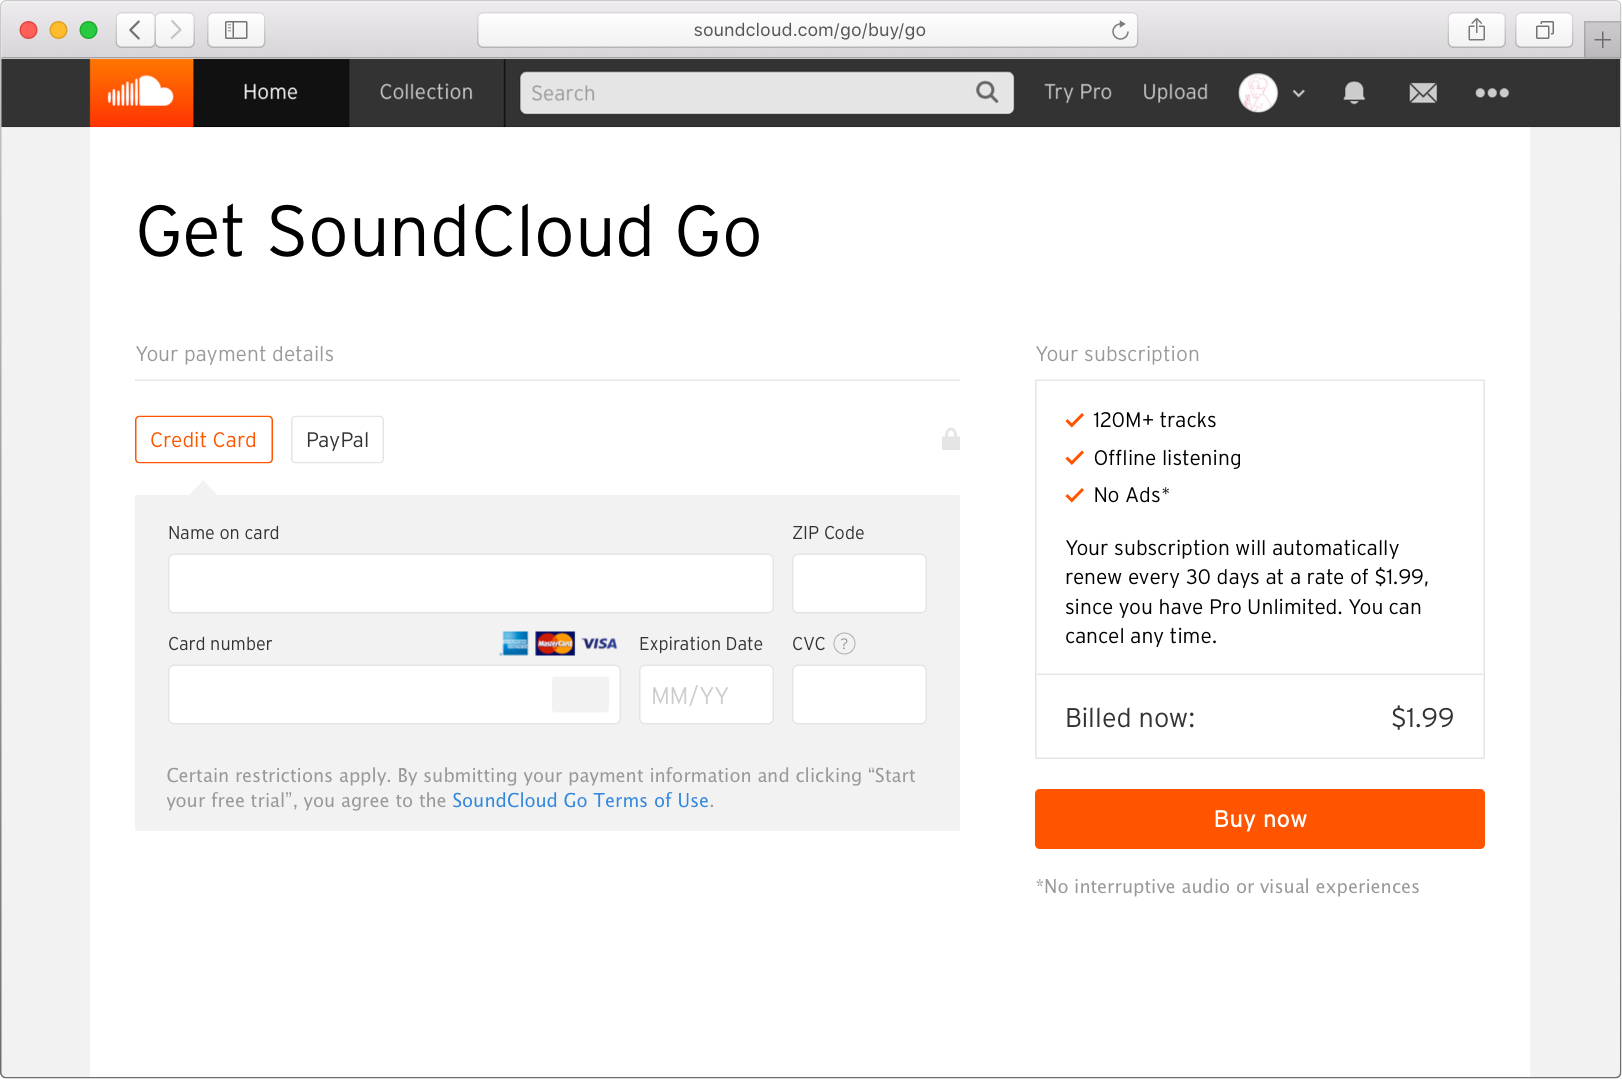 soundcloud.com/go/buy/go
Home
Collection
Search
Try Pro
Upload
Get SoundCloud Go
Your payment details
Credit Card
PayPal
Name on card
ZIP Code
Card number
MasterCard
VISA
Expiration Date
CVC ?
MM/YY
Certain restrictions apply. By submitting your payment information and clicking “Start
your free trial”, you agree to the SoundCloud Go Terms of Use.
Your subscription
120M+ tracks
Offline listening
No Ads*
Your subscription will automatically
renew every 30 days at a rate of $1.99,
since you have Pro Unlimited. You can
cancel any time.
Billed now: $1.99
Buy now
*No interruptive audio or visual experiences